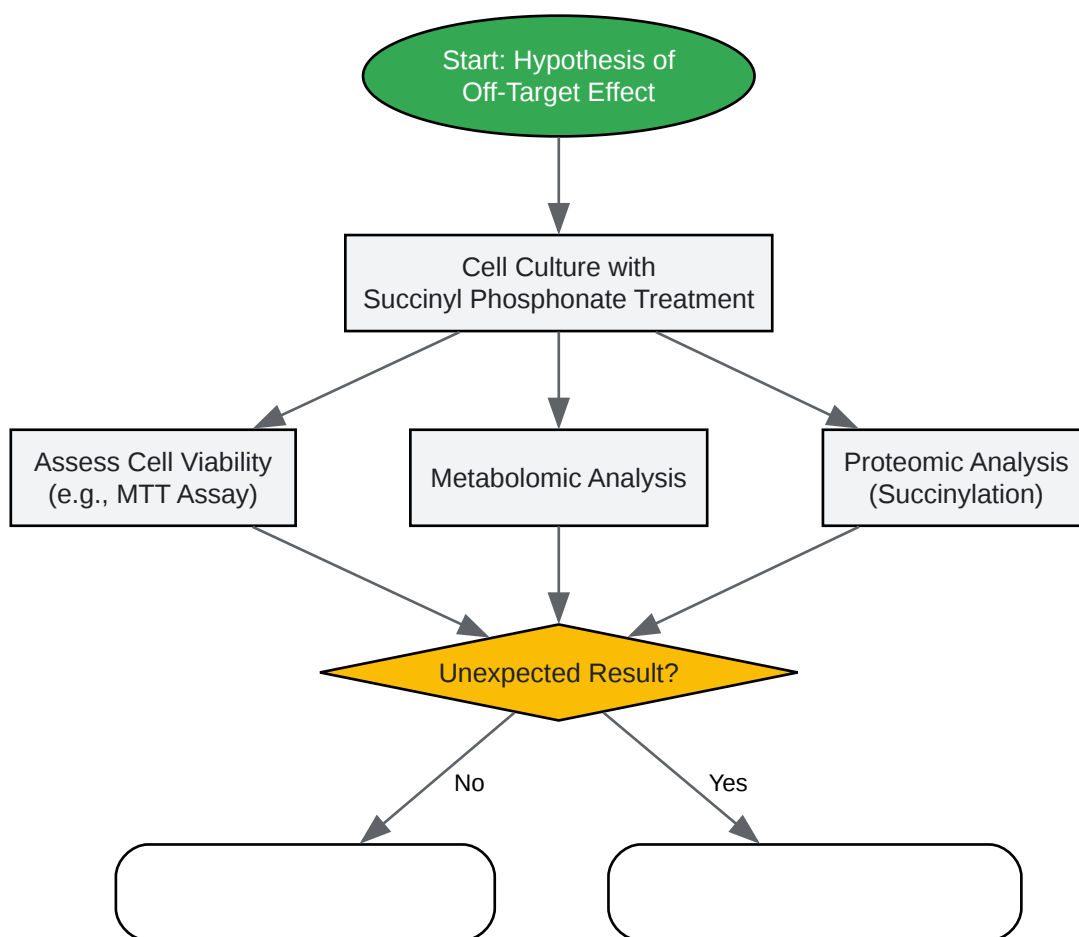 Start: Hypothesis of
Off-Target Effect
Cell Culture with
Succinyl Phosphonate Treatment
Assess Cell Viability
(e.g., MTT Assay)
Metabolomic Analysis
Proteomic Analysis
(Succinylation)
Unexpected Result?
No
Yes